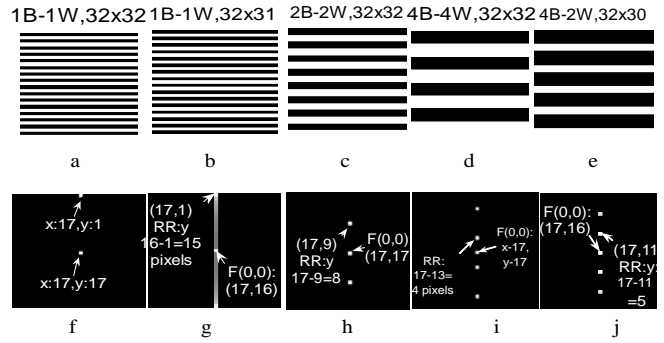 1B-1W,32x32
1B-1W,32x31
2B-2W,32x32
4B-4W,32x32
4B-2W,32x30
a
b
c
d
e
x:17,y:1
x:17,y:17
(17,1)
RR:y
16-1=15
pixels
F(0,0):
(17,16)
(17,9)
RR:y
17-9=8
F(0,0)
(17,17
RR:
17-13=
4 pixels
F(0,0):
x-17,
y-17
F(0,0):
(17,16)
(17,11
RR:y:
17-11
=5
f
g
h
i
j